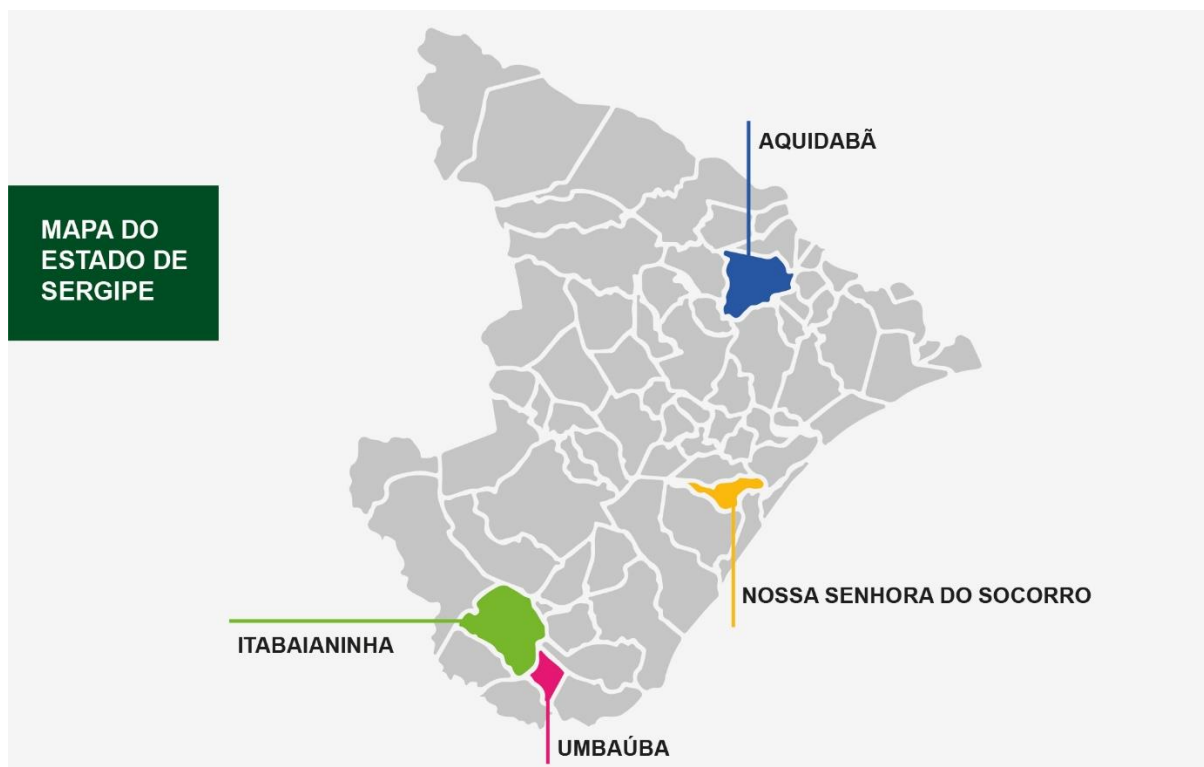 AQUIDABÃ
MAPA DO
ESTADO DE
SERGIPE
NOSSA SENHORA DO SOCORRO
ITABAIANINHA
UMBAÚBA